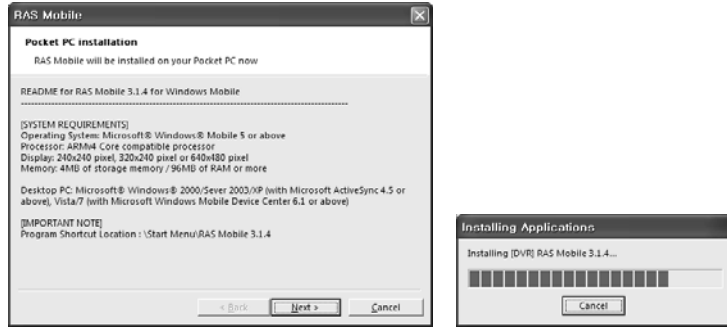 RAS Mobile
Pocket PC installation
RAS Mobile will be installed on your Pocket PC now
README for RAS Mobile 3.1.4 for Windows Mobile
--------------------------------------------------------------------------------
[SYSTEM REQUIREMENTS]
Operating System: Microsoft® Windows® Mobile 5 or above
Processor: ARMv4 Core compatible processor
Display: 240x240 pixel, 320x240 pixel or 640x480 pixel
Memory: 4MB of storage memory / 96MB of RAM or more
Desktop PC: Microsoft® Windows® 2000/Sever 2003/XP (with Microsoft ActiveSync 4.5 or
above), Vista/7 (with Microsoft Windows Mobile Device Center 6.1 or above)
[IMPORTANT NOTE]
Program Shortcut Location : \Start Menu\RAS Mobile 3.1.4
< Back
Next >
Cancel
Installing Applications
Installing [DVR] RAS Mobile 3.1.4...
Cancel